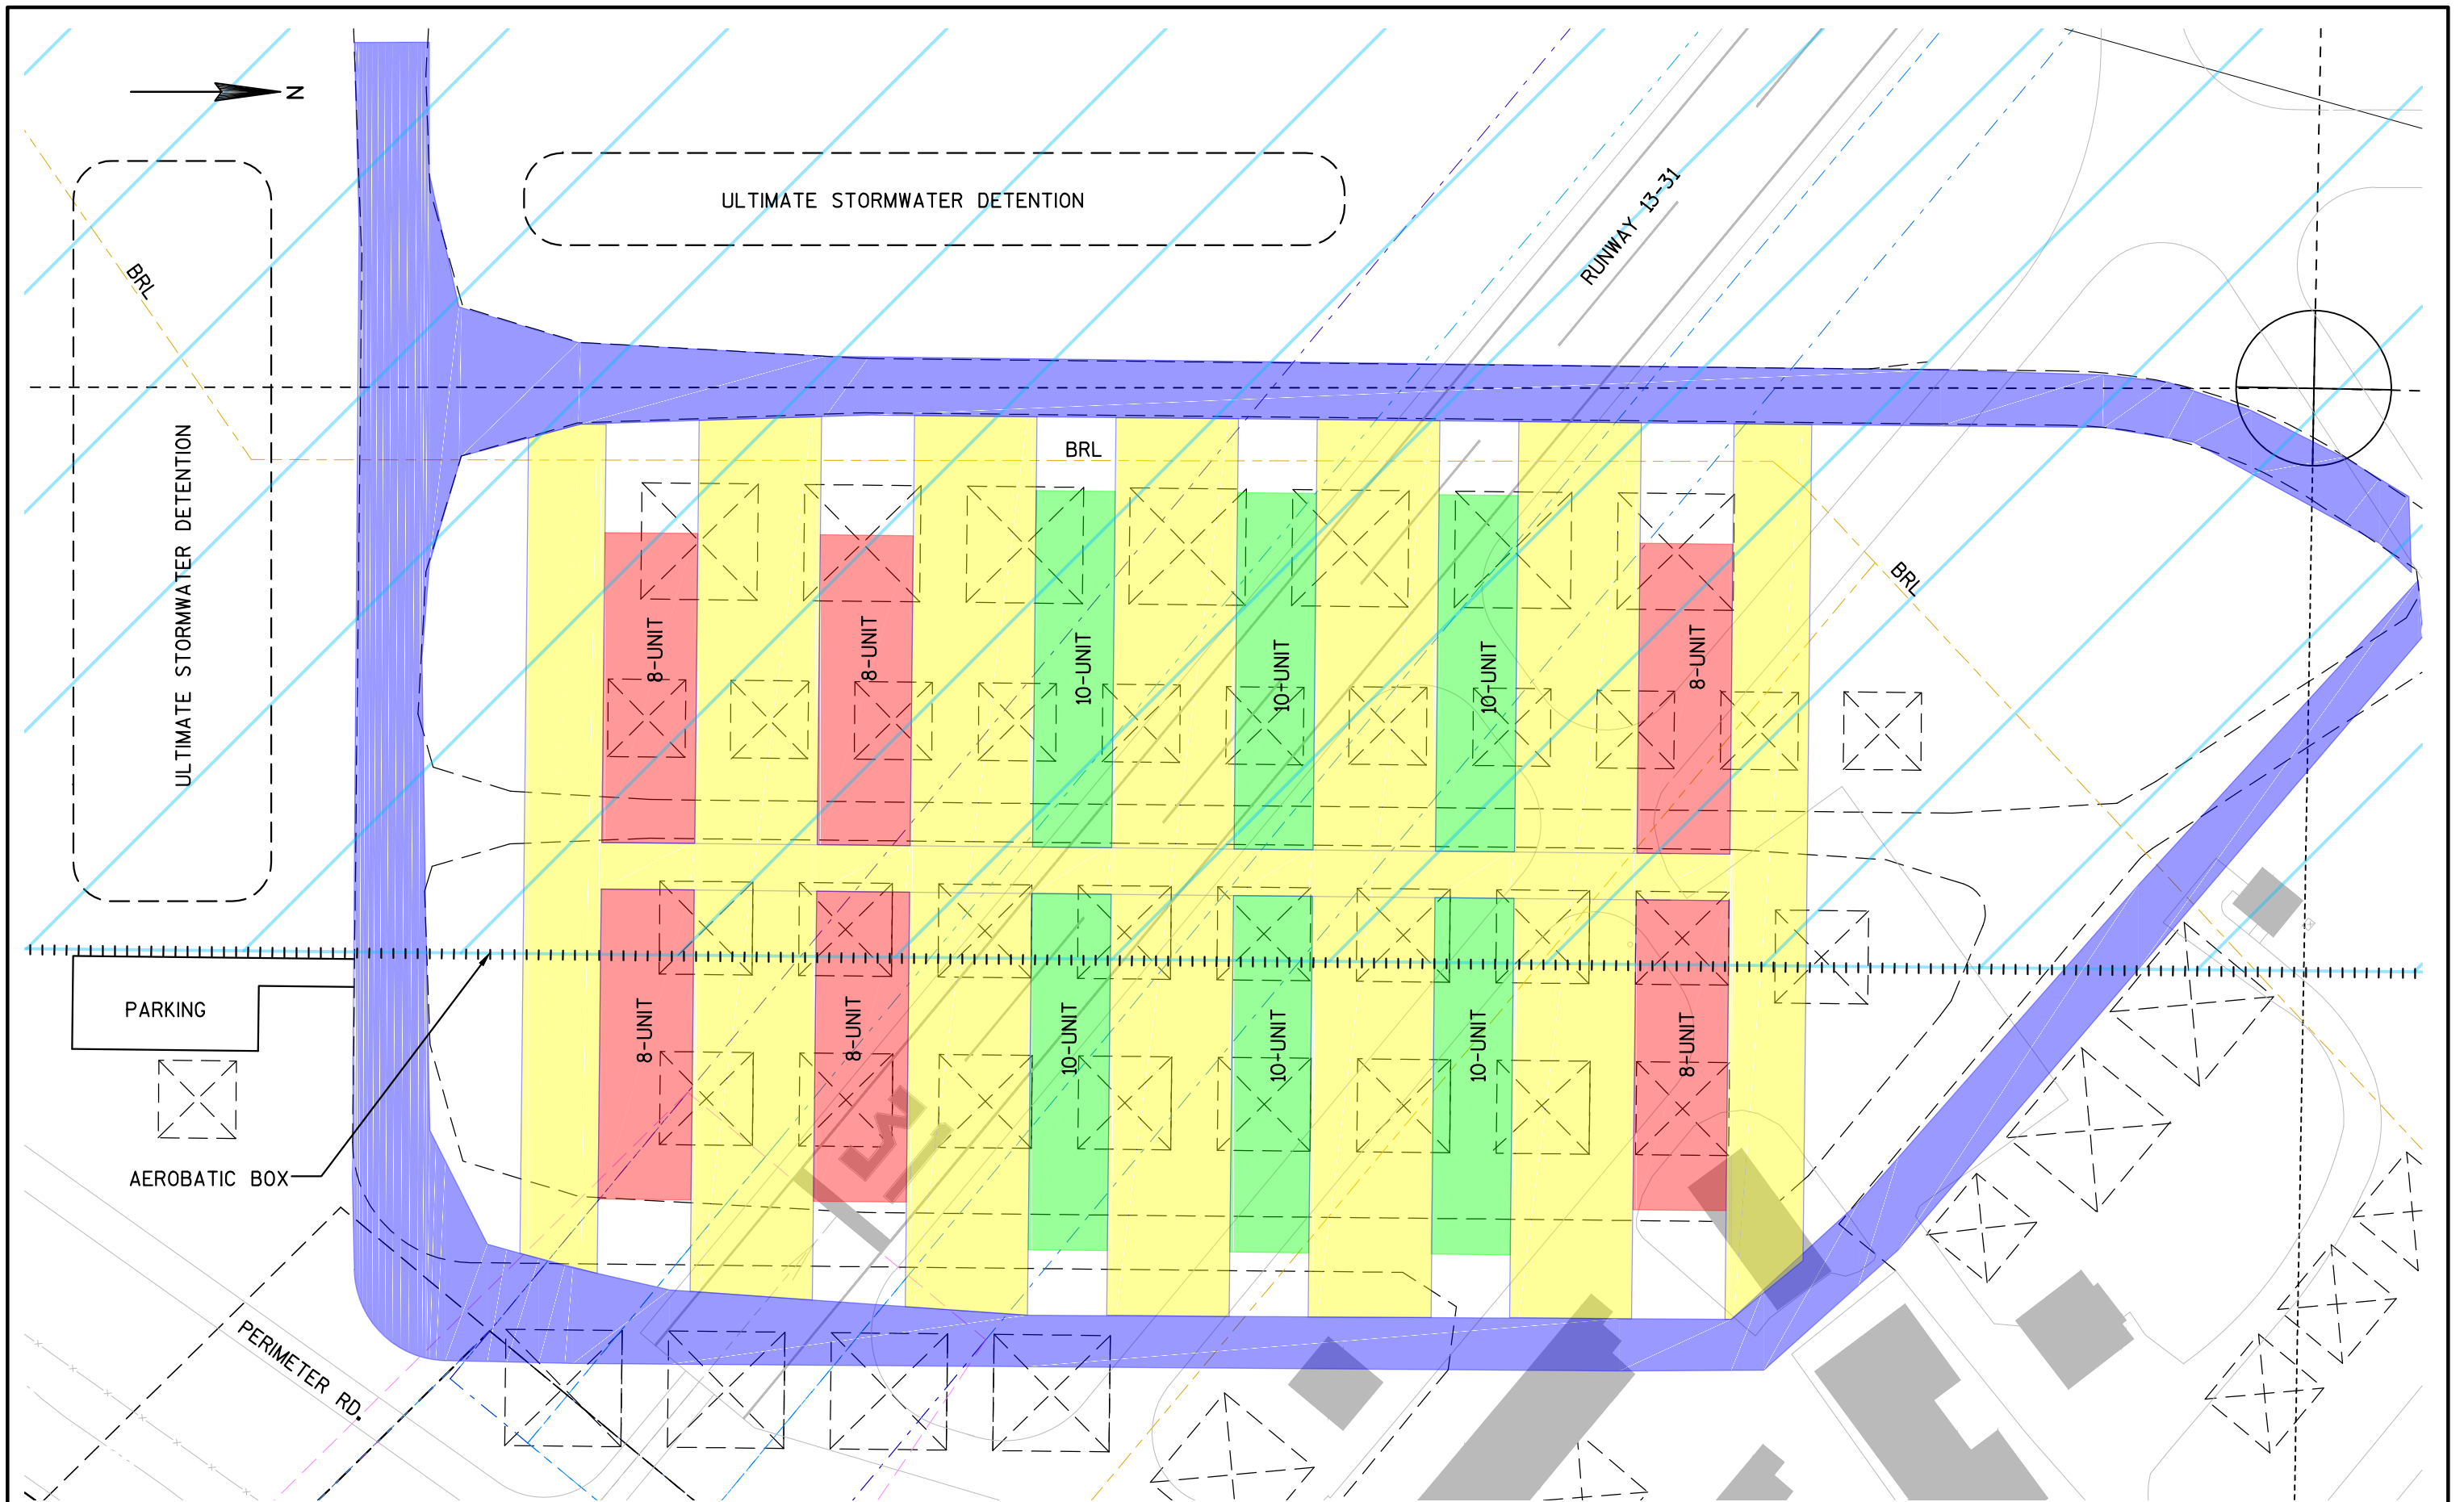 N
ULTIMATE STORMWATER DETENTION
RUNWAY 13-31
BRL
BRL
BRL
ULTIMATE STORMWATER DETENTION
8-UNIT
8-UNIT
10-UNIT
10-UNIT
10-UNIT
8-UNIT
PARKING
8-UNIT
8-UNIT
10-UNIT
10-UNIT
10-UNIT
8-UNIT
AEROBATIC BOX
PERIMETER RD.